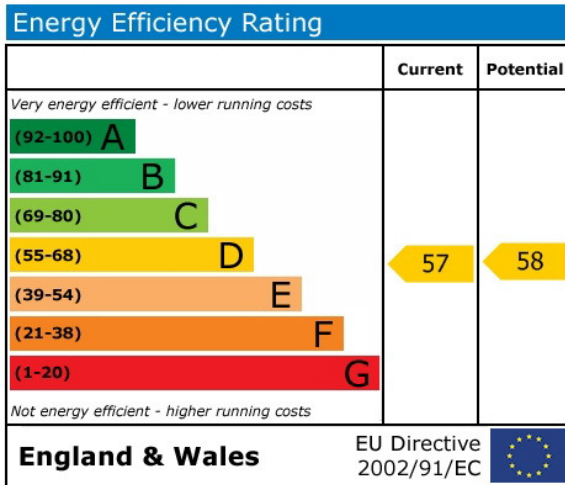 Energy Efficiency Rating
Current Potential
Very energy efficient - lower running costs
(92-100) A
(81-91) B
(69-80) C
(55-68) D 57 58
(39-54) E
(21-38) F
(1-20) G
Not energy efficient - higher running costs
England & Wales
EU Directive
2002/91/EC